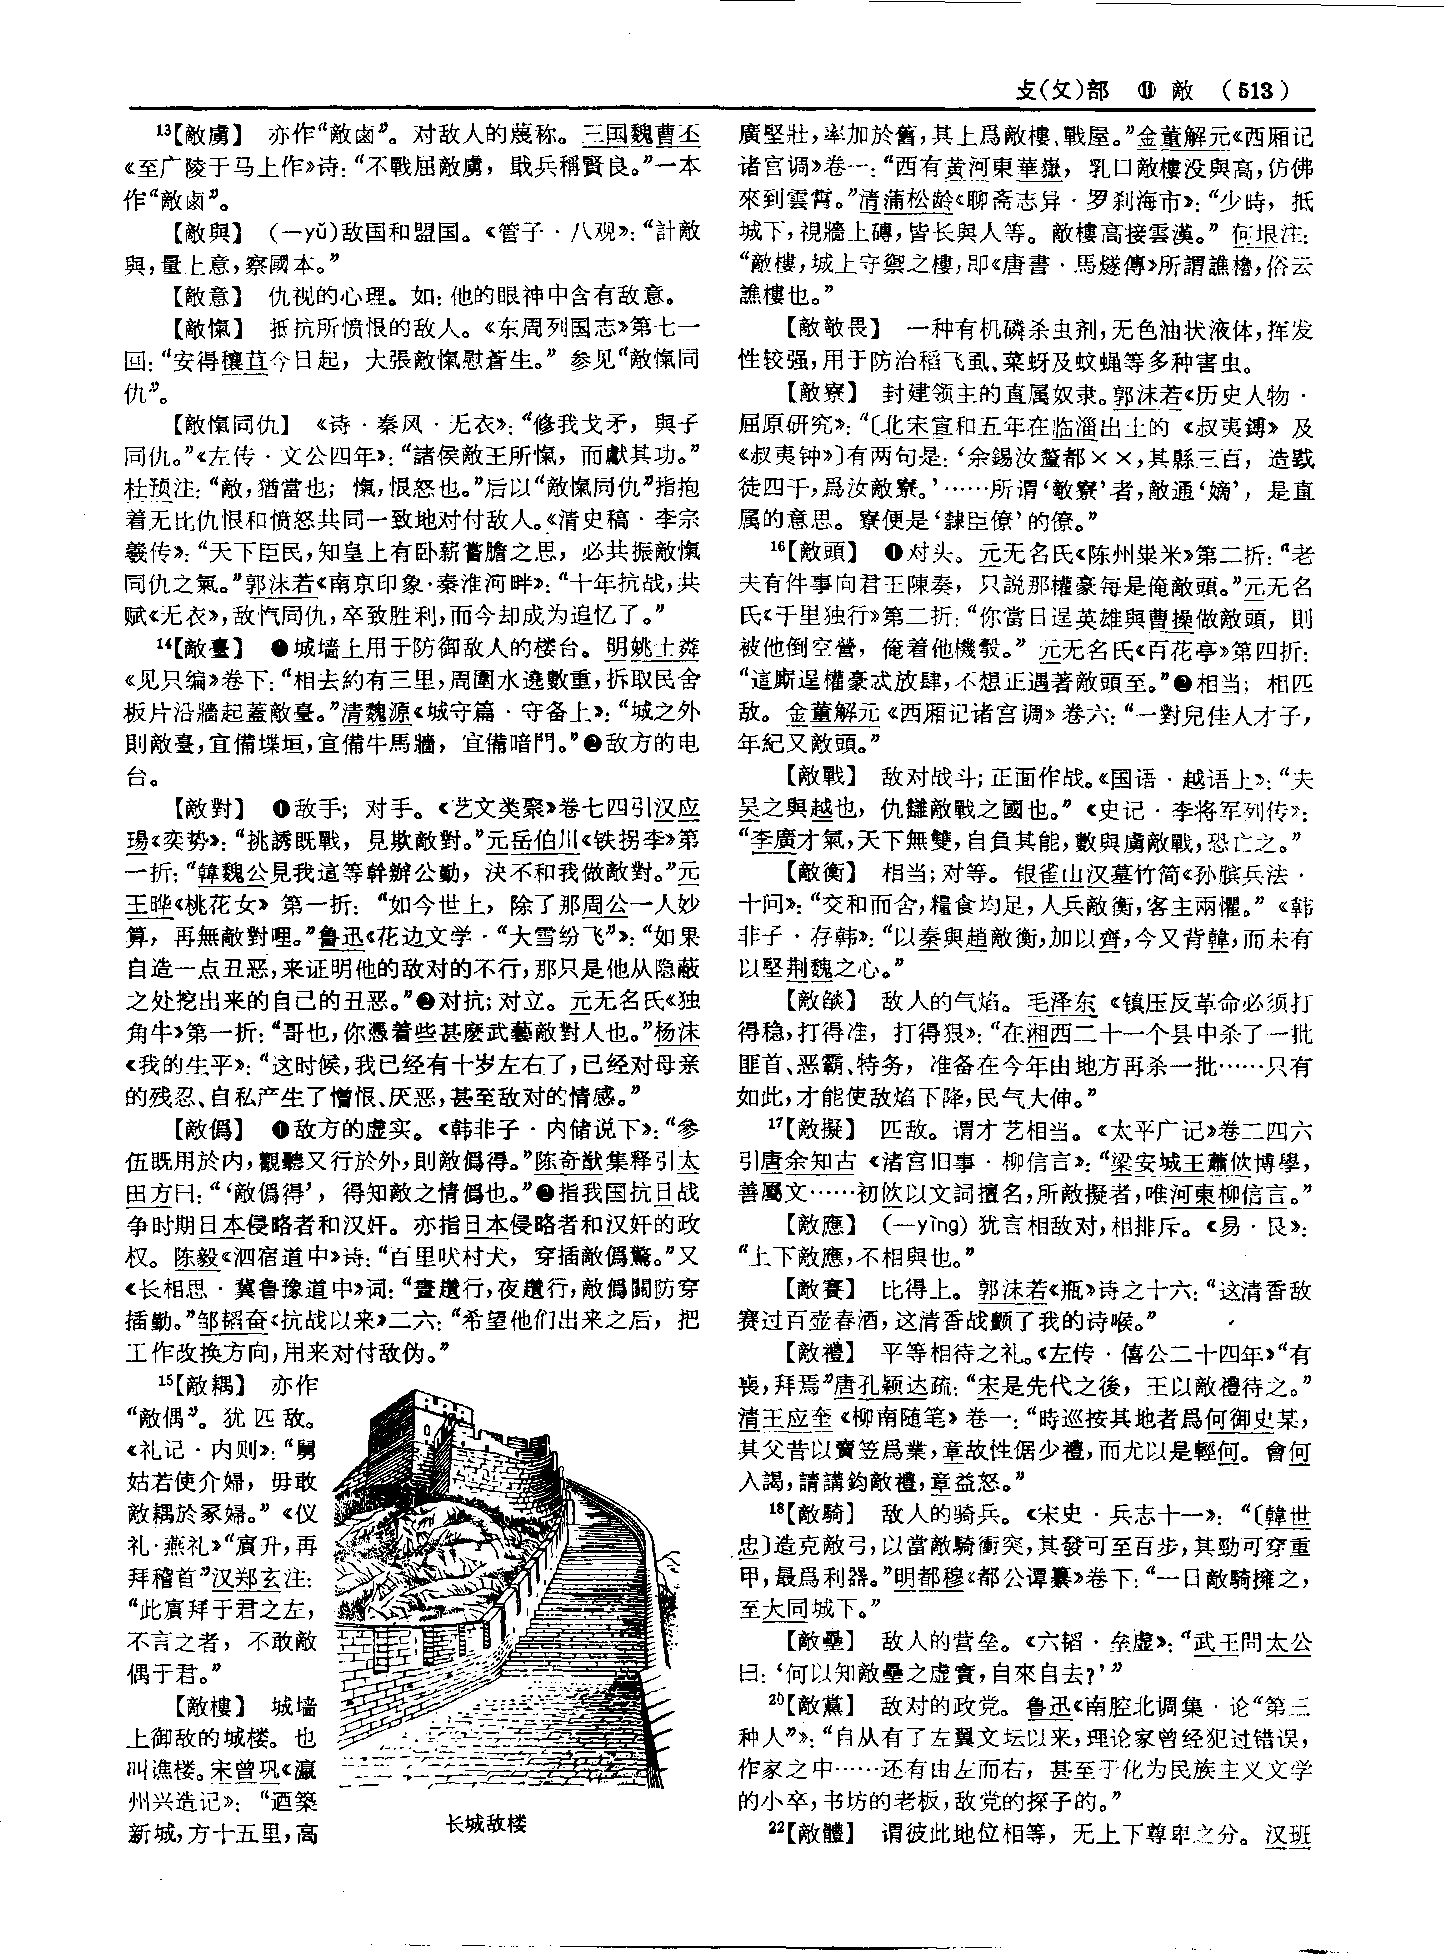 攴(攵)部 ⑪ 敵 （513）
¹³【敵虜】 亦作“敵鹵”。对敌人的蔑称。三国魏曹丕
《至广陵于马上作》诗：“不戰屈敵虜，戢兵稱賢良。”一本
作“敵鹵”。
【敵與】 (—yǔ)敌国和盟国。《管子·八观》：“計敵
與，量上意，察國本。”
【敵意】 仇视的心理。如：他的眼神中含有敌意。
【敵愾】 抵抗所愤恨的敌人。《东周列国志》第七一
回：“安得穰苴今日起，大張敵愾慰蒼生。” 参见“敵愾同
仇”。
【敵愾同仇】 《诗·秦风·无衣》：“修我戈矛，與子
同仇。”《左传·文公四年》：“諸侯敵王所愾，而獻其功。”
杜预注：“敵，猶當也；愾，恨怒也。”后以“敵愾同仇”指抱
着无比仇恨和愤怒共同一致地对付敌人。《清史稿·李宗
羲传》：“天下臣民，知皇上有卧薪嘗膽之思，必共振敵愾
同仇之氣。”郭沫若《南京印象·秦淮河畔》：“十年抗战，共
赋《无衣》，敌忾同仇，卒致胜利，而今却成为追忆了。”
¹⁴【敵臺】 ❶城墙上用于防御敌人的楼台。明姚士粦
《见只编》卷下：“相去約有三里，周圍水遶數重，拆取民舍
板片沿牆起蓋敵臺。”清魏源《城守篇·守备上》：“城之外
則敵臺，宜備堞垣，宜備牛馬牆，宜備暗門。”❷敌方的电
台。
【敵對】 ❶敌手；对手。《艺文类聚》卷七四引汉应
瑒《奕势》：“挑誘既戰，見欺敵對。”元岳伯川《铁拐李》第
一折：“韓魏公見我這等幹辦公勤，決不和我做敵對。”元
王晔《桃花女》第一折：“如今世上，除了那周公一人妙
算，再無敵對哩。”鲁迅《花边文学·“大雪纷飞”》：“如果
自造一点丑恶，来证明他的敌对的不行，那只是他从隐蔽
之处挖出来的自己的丑恶。”❷对抗；对立。元无名氏《独
角牛》第一折：“哥也，你憑着些甚麽武藝敵對人也。”杨沫
《我的生平》：“这时候，我已经有十岁左右了，已经对母亲
的残忍、自私产生了憎恨、厌恶，甚至敌对的情感。”
【敵僞】 ❶敌方的虚实。《韩非子·内储说下》：“參
伍既用於内，觀聽又行於外，則敵僞得。”陈奇猷集释引太
田方曰：“‘敵僞得’，得知敵之情僞也。”❷指我国抗日战
争时期日本侵略者和汉奸。亦指日本侵略者和汉奸的政
权。陈毅《泗宿道中》诗：“百里吠村犬，穿插敵僞驚。”又
《长相思·冀鲁豫道中》词：“晝趲行，夜趲行，敵僞關防穿
插勤。”邹韬奋《抗战以来》二六：“希望他们出来之后，把
工作改换方向，用来对付敌伪。”
¹⁵【敵耦】 亦作
“敵偶”。犹匹敌。
《礼记·内则》：“舅
姑若使介婦，毋敢
敵耦於冢婦。”《仪
礼·燕礼》“賓升，再
拜稽首”汉郑玄注：
“此賓拜于君之左，
不言之者，不敢敵
偶于君。”
【敵樓】 城墙
上御敌的城楼。也
叫谯楼。宋曾巩《瀛
州兴造记》：“迺築
新城，方十五里，高
长城敌楼
廣堅壯，率加於舊，其上爲敵樓、戰屋。”金董解元《西厢记
诸宫调》卷一：“西有黄河東華嶽，乳口敵樓没與高，仿佛
來到雲霄。”清蒲松龄《聊斋志异·罗刹海市》：“少時，抵
城下，視牆上磚，皆长與人等。敵樓高接雲漢。” 何垠注：
“敵樓，城上守禦之樓，即《唐書·馬燧傳》所謂譙櫓，俗云
譙樓也。”
【敵敵畏】 一种有机磷杀虫剂，无色油状液体，挥发
性较强，用于防治稻飞虱、菜蚜及蚊蝇等多种害虫。
【敵寮】 封建领主的直属奴隶。郭沫若《历史人物·
屈原研究》：“〔北宋宣和五年在临淄出土的《叔夷鎛》及
《叔夷钟》〕有两句是：‘余錫汝釐都××，其縣三百，造戜
徒四千，爲汝敵寮。’……所谓‘敵寮’者，敵通‘嫡’，是直
属的意思。寮便是‘隸臣僚’的僚。”
¹⁶【敵頭】 ❶对头。元无名氏《陈州粜米》第二折：“老
夫有件事向君王陳奏，只説那權豪每是俺敵頭。”元无名
氏《千里独行》第二折：“你當日逞英雄與曹操做敵頭，則
被他倒空營，俺着他機彀。”元无名氏《百花亭》第四折：
“這廝逞權豪忒放肆，不想正遇著敵頭至。”❷相当；相匹
敌。金董解元《西厢记诸宫调》卷六：“一對兒佳人才子，
年紀又敵頭。”
【敵戰】 敌对战斗；正面作战。《国语·越语上》：“夫
吴之與越也，仇讎敵戰之國也。”《史记·李将军列传》：
“李廣才氣，天下無雙，自負其能，數與虜敵戰，恐亡之。”
【敵衡】 相当；对等。银雀山汉墓竹简《孙膑兵法·
十问》：“交和而舍，糧食均足，人兵敵衡，客主兩懼。”《韩
非子·存韩》：“以秦與趙敵衡，加以齊，今又背韓，而未有
以堅荆魏之心。”
【敵燄】 敌人的气焰。毛泽东《镇压反革命必须打
得稳，打得准，打得狠》：“在湘西二十一个县中杀了一批
匪首、恶霸、特务，准备在今年由地方再杀一批……只有
如此，才能使敌焰下降，民气大伸。”
¹⁷【敵擬】 匹敌。谓才艺相当。《太平广记》卷二四六
引唐余知古《渚宫旧事·柳信言》：“梁安城王蕭佽博學，
善屬文……初佽以文詞擅名，所敵擬者，唯河東柳信言。”
【敵應】 (—yìng) 犹言相敌对，相排斥。《易·艮》：
“上下敵應，不相與也。”
【敵賽】 比得上。郭沫若《瓶》诗之十六：“这清香敌
赛过百壶春酒，这清香战颤了我的诗喉。”
【敵禮】 平等相待之礼。《左传·僖公二十四年》“有
喪，拜焉”唐孔颖达疏：“宋是先代之後，王以敵禮待之。”
清王应奎《柳南随笔》卷一：“時巡按其地者爲何御史某，
其父昔以賣笠爲業，章故性倨少禮，而尤以是輕何。會何
入謁，請講鈞敵禮，章益怒。”
¹⁸【敵騎】 敌人的骑兵。《宋史·兵志十一》：“〔韓世
忠〕造克敵弓，以當敵騎衝突，其發可至百步，其勁可穿重
甲，最爲利器。”明都穆《都公谭纂》卷下：“一日敵騎擁之，
至大同城下。”
【敵壘】 敌人的营垒。《六韬·垒虚》：“武王問太公
曰：‘何以知敵壘之虚實，自來自去？’”
²⁰【敵黨】 敌对的政党。鲁迅《南腔北调集·论“第三
种人”》：“自从有了左翼文坛以来，理论家曾经犯过错误，
作家之中……还有由左而右，甚至于化为民族主义文学
的小卒，书坊的老板，敌党的探子的。”
²²【敵體】 谓彼此地位相等，无上下尊卑之分。汉班